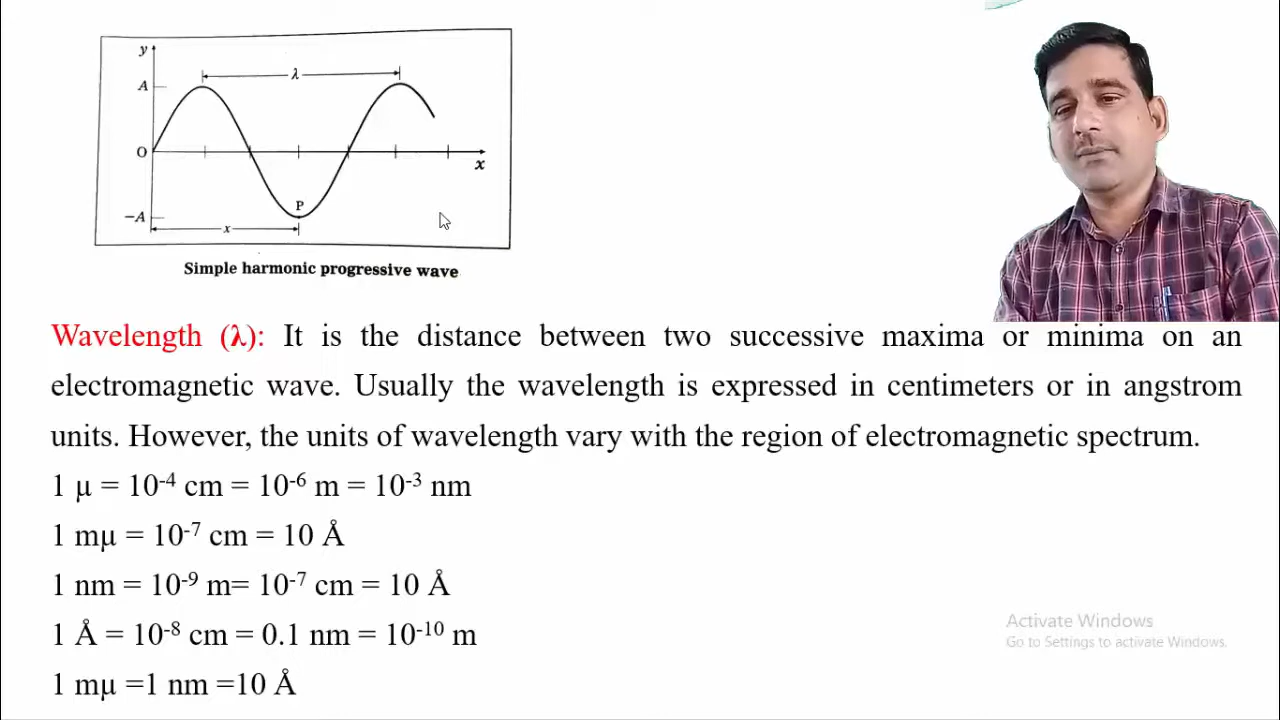 y
λ
A
O
x
P
−A
x
Simple harmonic progressive wave
Wavelength (λ): It is the distance between two successive maxima or minima on an
electromagnetic wave. Usually the wavelength is expressed in centimeters or in angstrom
units. However, the units of wavelength vary with the region of electromagnetic spectrum.
1 μ = 10⁻⁴ cm = 10⁻⁶ m = 10⁻³ nm
1 mμ = 10⁻⁷ cm = 10 Å
1 nm = 10⁻⁹ m= 10⁻⁷ cm = 10 Å
1 Å = 10⁻⁸ cm = 0.1 nm = 10⁻¹⁰ m
1 mμ =1 nm =10 Å
Activate Windows
Go to Settings to activate Windows.